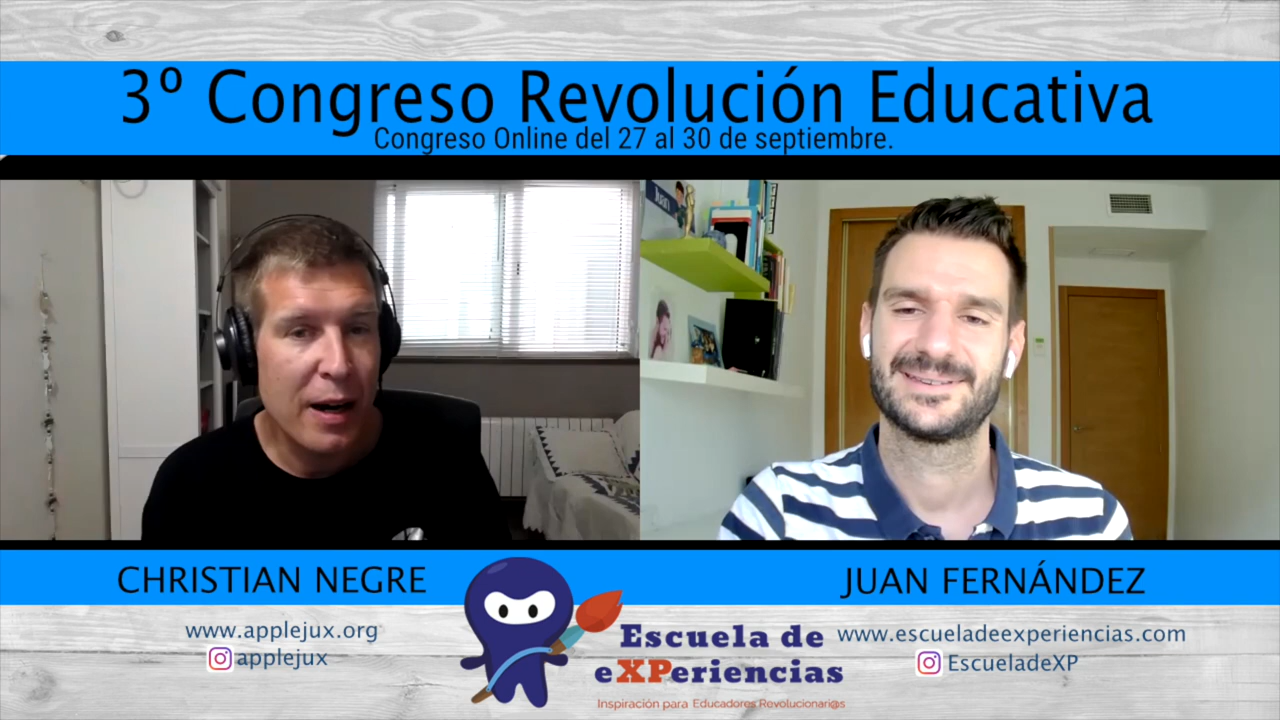 3º Congreso Revolución Educativa
Congreso Online del 27 al 30 de septiembre.
Juan
CHRISTIAN NEGRE
JUAN FERNÁNDEZ
www.applejux.org
applejux
Escuela de
eXPeriencias
Inspiración para Educadores Revolucionari@s
www.escueladeexperiencias.com
EscueladeXP